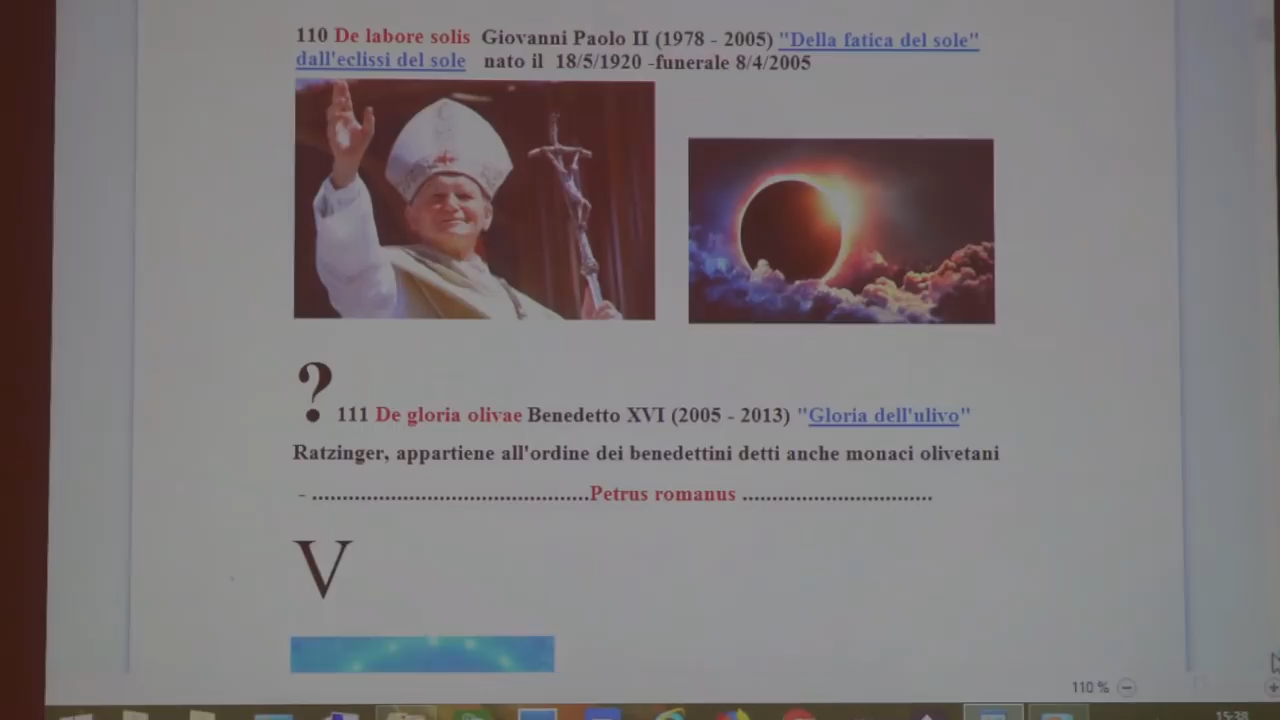 110 De labore solis Giovanni Paolo II (1978 - 2005) "Della fatica del sole"
dall'eclissi del sole nato il 18/5/1920 -funerale 8/4/2005
?
111 De gloria olivae Benedetto XVI (2005 - 2013) "Gloria dell'ulivo"
Ratzinger, appartiene all'ordine dei benedettini detti anche monaci olivetani
- ...............................................Petrus romanus ................................
V
110 %
15:28